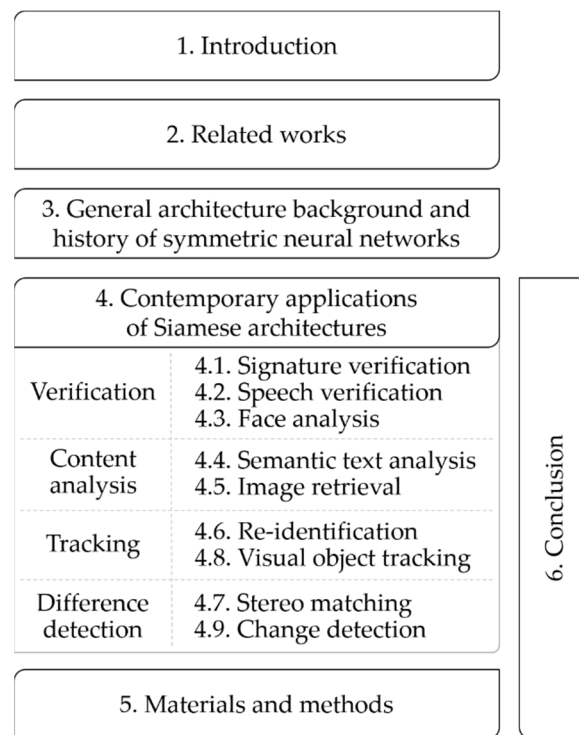 1. Introduction
2. Related works
3. General architecture background and
history of symmetric neural networks
4. Contemporary applications
of Siamese architectures
Verification
4.1. Signature verification
4.2. Speech verification
4.3. Face analysis
Content
analysis
4.4. Semantic text analysis
4.5. Image retrieval
Tracking
4.6. Re-identification
4.8. Visual object tracking
Difference
detection
4.7. Stereo matching
4.9. Change detection
5. Materials and methods
6. Conclusion